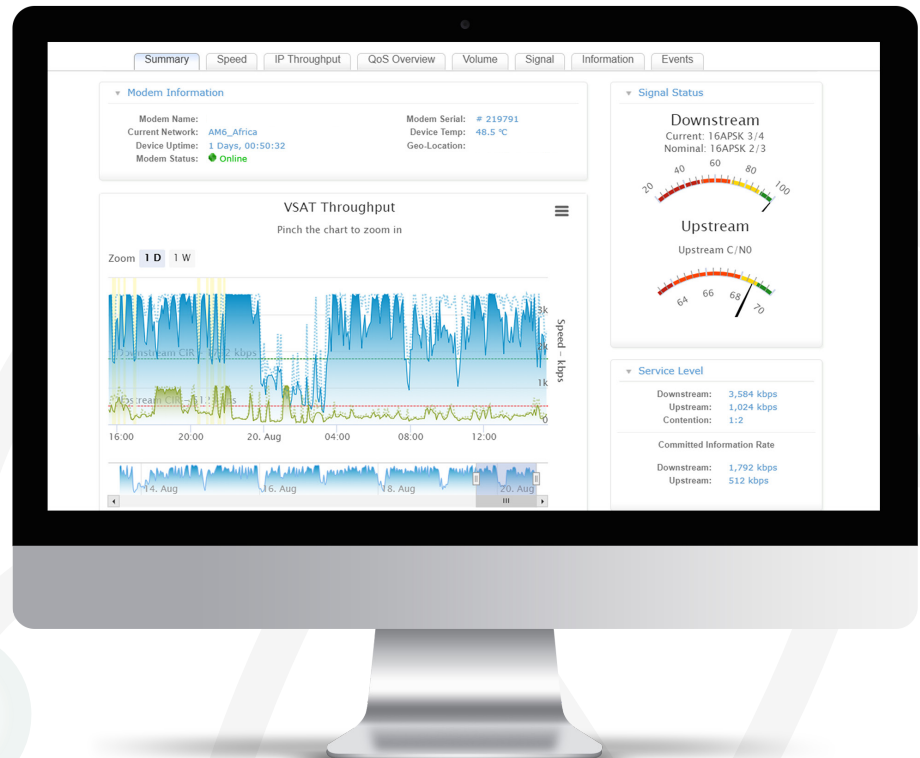 Summary Speed IP Throughput QoS Overview Volume Signal Information Events
Modem Information
Modem Name:
Current Network: AM6_Africa
Device Uptime: 1 Days, 00:50:32
Modem Status: Online
Modem Serial: # 219791
Device Temp: 48.5 °C
Geo-Location:
VSAT Throughput
Pinch the chart to zoom in
Zoom 1 D 1 W
3k
2k
1k
0
Speed - kbps
Downstream CIR kbps
Upstream CIR
16:00 20:00 20. Aug 04:00 08:00 12:00
14. Aug 16. Aug 18. Aug 20. Aug
Signal Status
Downstream
Current: 16APSK 3/4
Nominal: 16APSK 2/3
20 40 60 80 100
Upstream
Upstream C/N0
64 66 68 70
Service Level
Downstream: 3,584 kbps
Upstream: 1,024 kbps
Contention: 1:2
Committed Information Rate
Downstream: 1,792 kbps
Upstream: 512 kbps